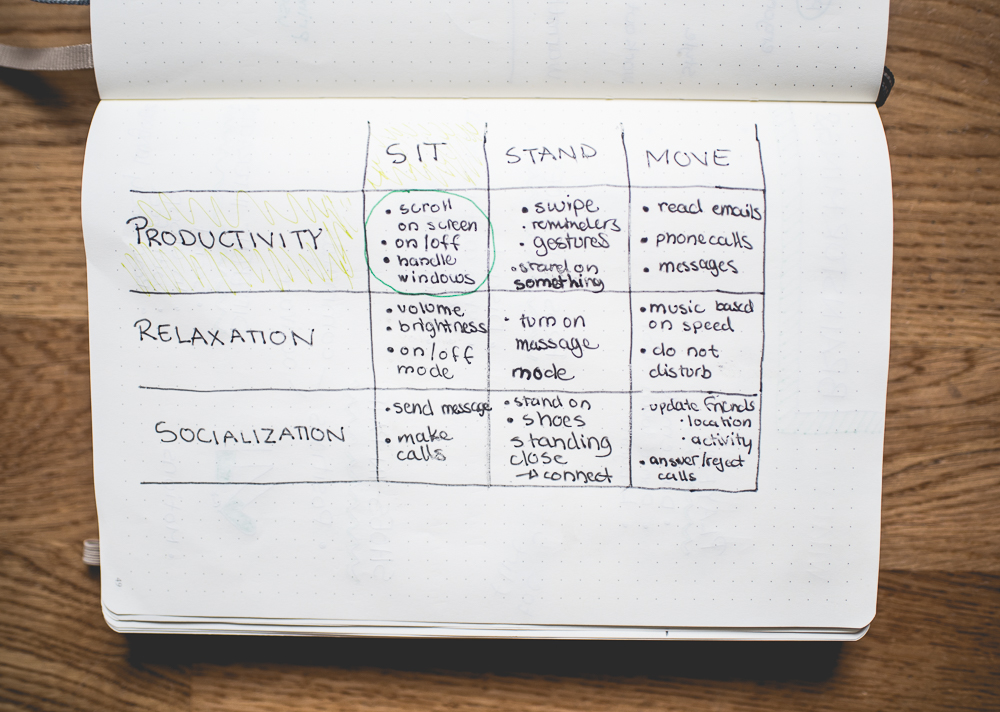 SIT STAND MOVE
PRODUCTIVITY
• scroll
on screen
• on/off
• handle
windows
• swipe
• reminders
• gestures
• stand on
something
• read emails
• phonecalls
• messages
RELAXATION
• volume
• brightness
• on/off
mode
• turn on
massage
mode
• music based
on speed
• do not
disturb
SOCIALIZATION
• send message
• make
calls
• stand on
• shoes
standing
close
→ connect
• update friends
• location
• activity
• answer/reject
calls
49